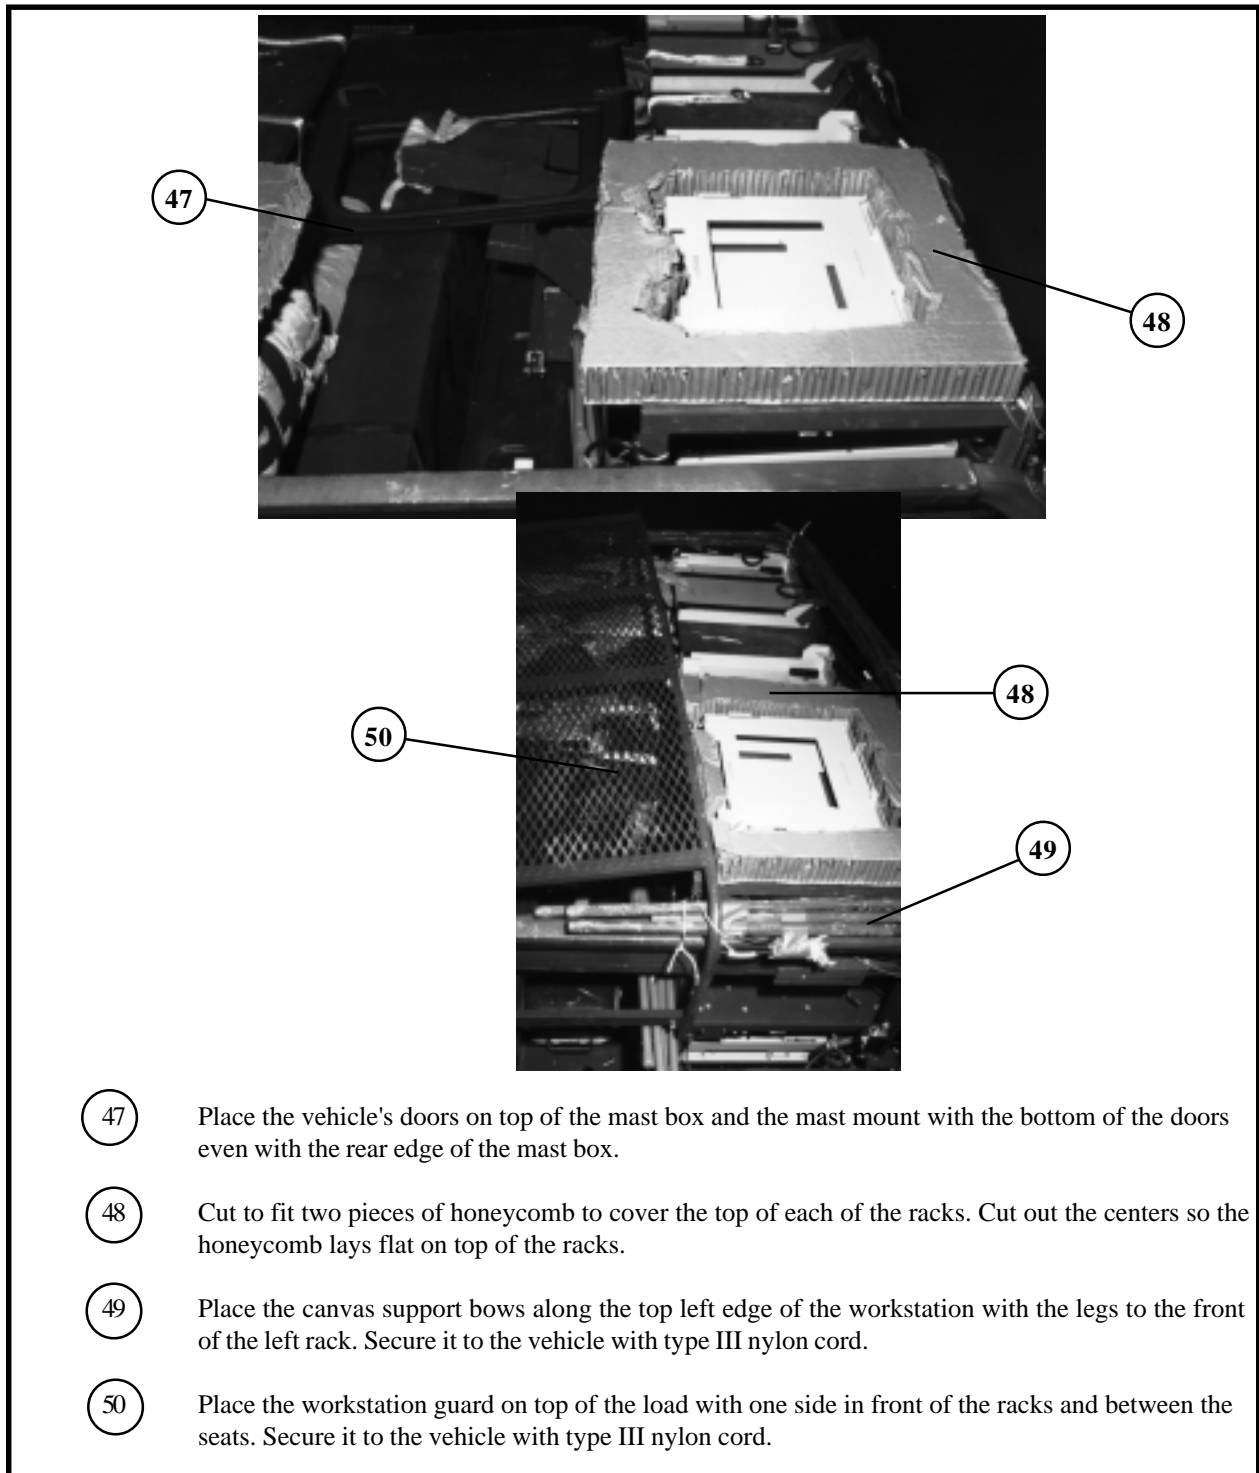 47
48
48
50
49
47 Place the vehicle's doors on top of the mast box and the mast mount with the bottom of the doors
even with the rear edge of the mast box.
48 Cut to fit two pieces of honeycomb to cover the top of each of the racks. Cut out the centers so the
honeycomb lays flat on top of the racks.
49 Place the canvas support bows along the top left edge of the workstation with the legs to the front
of the left rack. Secure it to the vehicle with type III nylon cord.
50 Place the workstation guard on top of the load with one side in front of the racks and between the
seats. Secure it to the vehicle with type III nylon cord.